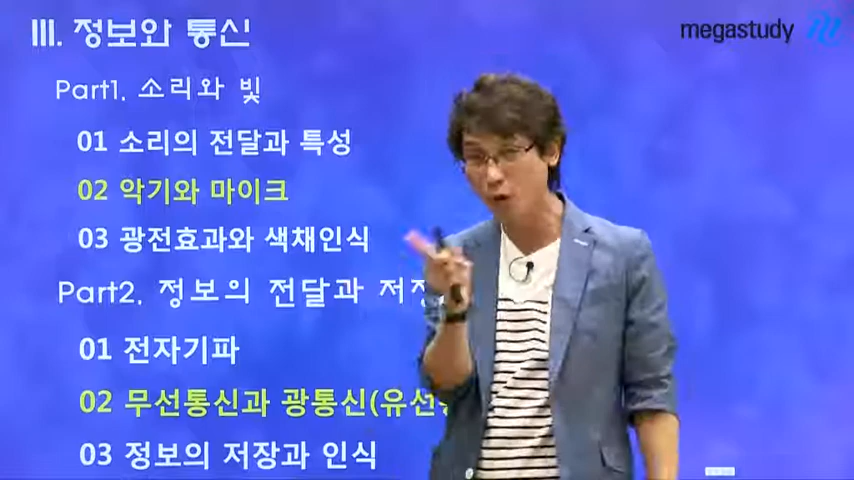 III. 정보와 통신
megastudy
Part1. 소리와 빛
01 소리의 전달과 특성
02 악기와 마이크
03 광전효과와 색채인식
Part2. 정보의 전달과
01 전자기파
02 무선통신과 광통신(유선
03 정보의 저장과 인식